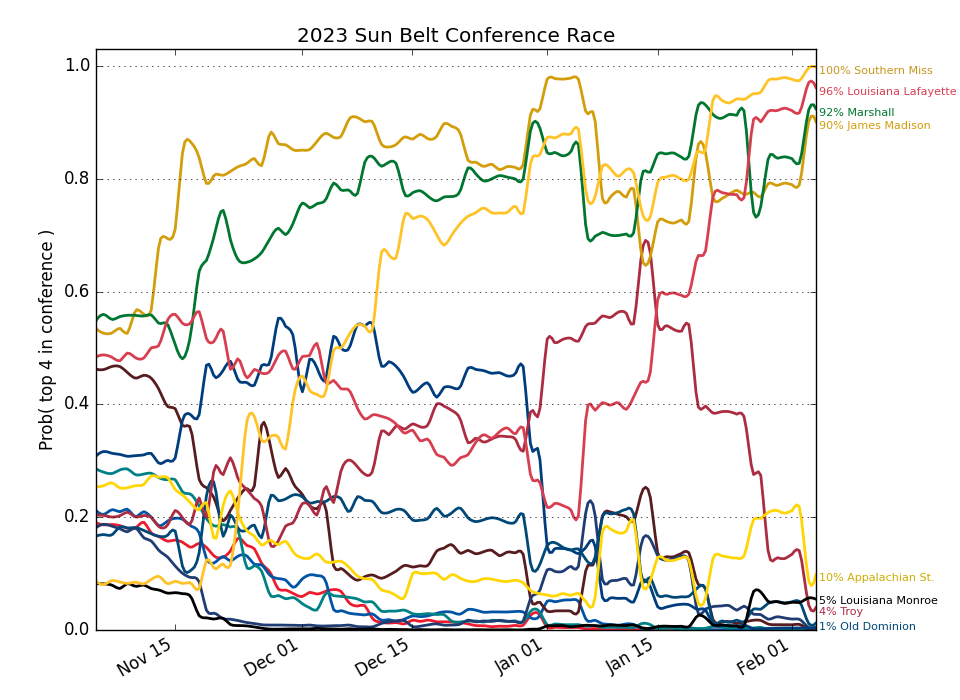 2023 Sun Belt Conference Race
Prob( top 4 in conference )
1.0
0.8
0.6
0.4
0.2
0.0
Nov 15
Dec 01
Dec 15
Jan 01
Jan 15
Feb 01
100% Southern Miss
96% Louisiana Lafayette
92% Marshall
90% James Madison
10% Appalachian St.
5% Louisiana Monroe
4% Troy
1% Old Dominion